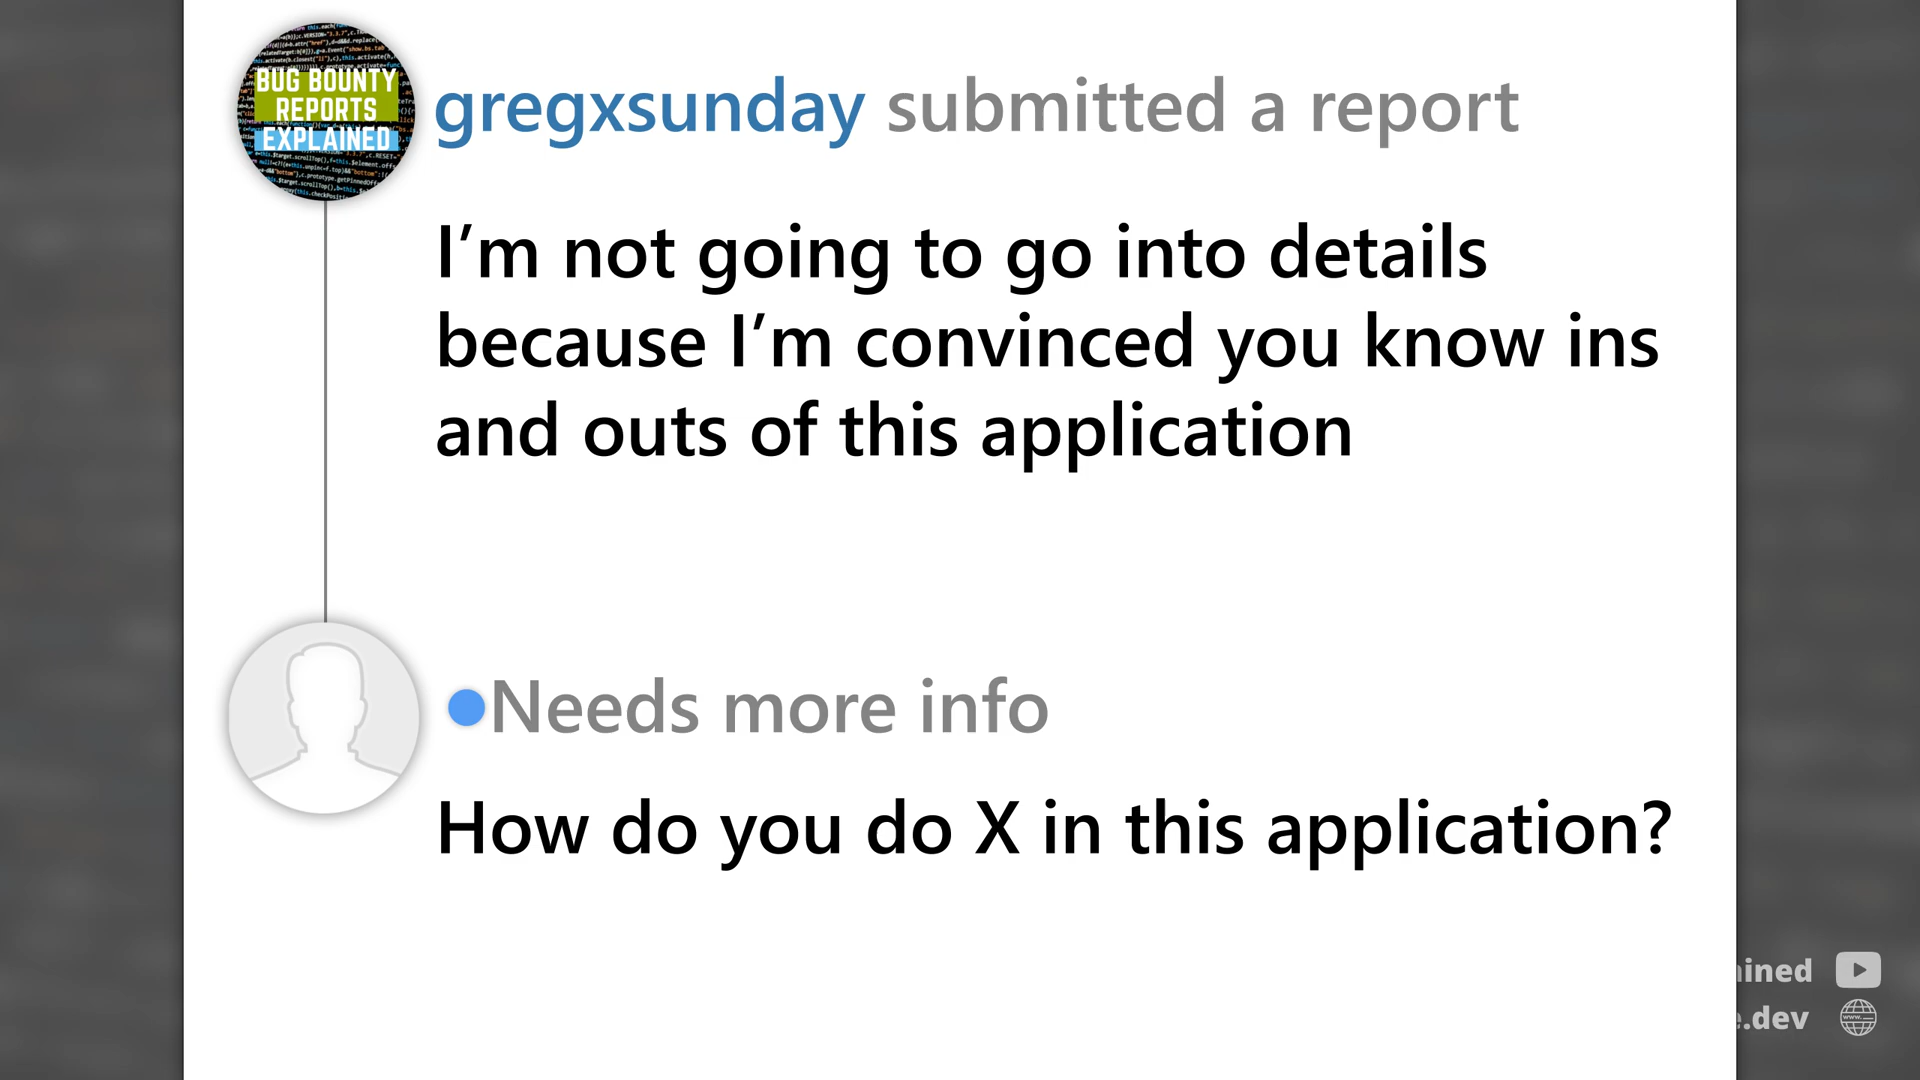 BUG BOUNTY
REPORTS
EXPLAINED
gregxsunday submitted a report
I’m not going to go into details
because I’m convinced you know ins
and outs of this application
Needs more info
How do you do X in this application?
ined
.dev